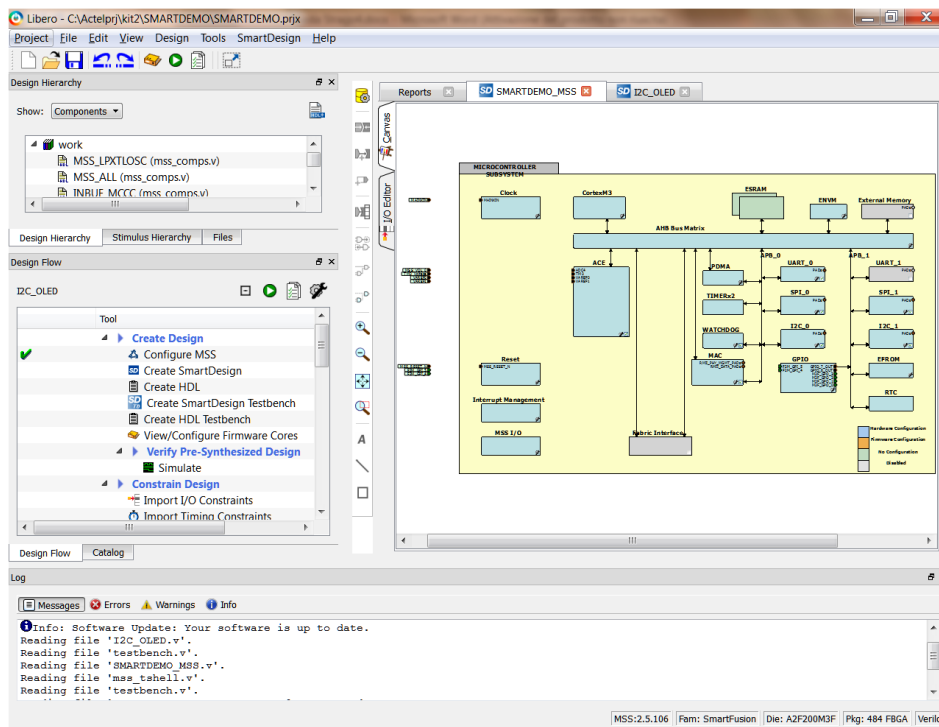 Libero - C:\Actelprj\kit2\SMARTDEMO\SMARTDEMO.prjx
Project File Edit View Design Tools SmartDesign Help
Design Hierarchy
Show: Components
work
MSS_LPXTLOSC (mss_comps.v)
MSS_ALL (mss_comps.v)
INBUF_MCCC (mss_comps.v)
Design Hierarchy Stimulus Hierarchy Files
Design Flow
I2C_OLED
Tool
Create Design
Configure MSS
Create SmartDesign
Create HDL
Create SmartDesign Testbench
Create HDL Testbench
View/Configure Firmware Cores
Verify Pre-Synthesized Design
Simulate
Constrain Design
Import I/O Constraints
Import Timing Constraints
Design Flow Catalog
Reports SMARTDEMO_MSS I2C_OLED
Canvas
I/O Editor
MICROCONTROLLER
SUBSYSTEM
Clock CortexM3 ESRAM ENVM External Memory
AHB Bus Matrix
ACE PDMA APB_0 UART_0 APB_1 UART_1
TIMERx2 SPI_0 SPI_1
WATCHDOG I2C_0 I2C_1
Reset MAC GPIO EFROM
MSS_RESET_N
Interrupt Management RTC
MSS I/O Fabric Interface
Hardware Configuration
Firmware Configuration
No Configuration
Disabled
Log
Messages Errors Warnings Info
Info: Software Update: Your software is up to date.
Reading file 'I2C_OLED.v'.
Reading file 'testbench.v'.
Reading file 'SMARTDEMO_MSS.v'.
Reading file 'mss_tshell.v'.
Reading file 'testbench.v'.
MSS:2.5.106 Fam: SmartFusion Die: A2F200M3F Pkg: 484 FBGA Verilo